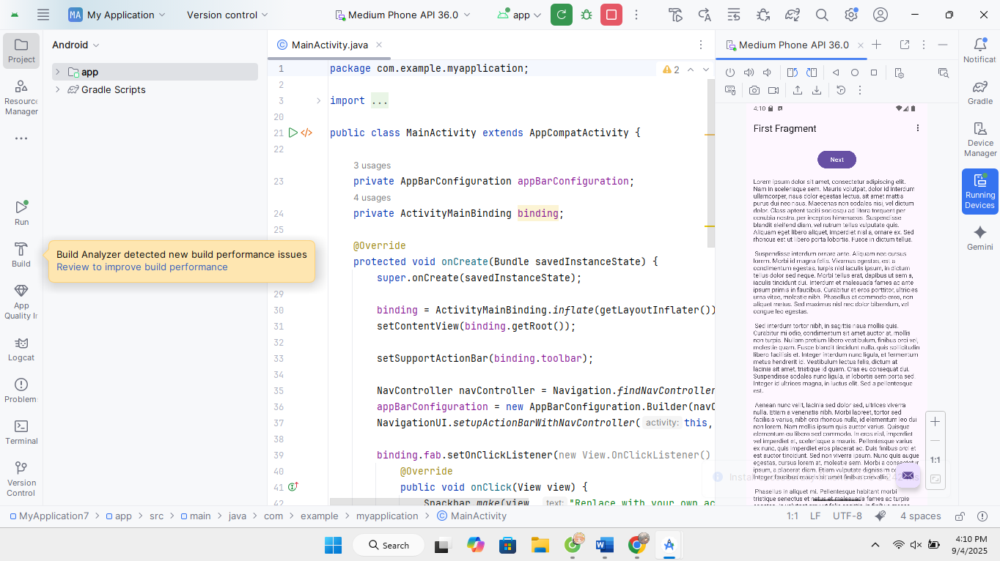 MA My Application
Version control
Medium Phone API 36.0
app
Project
Resource
Manager
Run
Build
App
Quality In
Logcat
Problem
Terminal
Version
Control
Android
app
Gradle Scripts
Build Analyzer detected new build performance issues
Review to improve build performance
MainActivity.java
2
1 package com.example.myapplication;
2
3 import ...
20
21 public class MainActivity extends AppCompatActivity {
22
3 usages
23 private AppBarConfiguration appBarConfiguration;
4 usages
24 private ActivityMainBinding binding;
25
@Override
protected void onCreate(Bundle savedInstanceState) {
super.onCreate(savedInstanceState);
29
30 binding = ActivityMainBinding.inflate(getLayoutInflater())
31 setContentView(binding.getRoot());
32
33 setSupportActionBar(binding.toolbar);
34
35 NavController navController = Navigation.findNavController
36 appBarConfiguration = new AppBarConfiguration.Builder(navC
37 NavigationUI.setupActionBarWithNavController( activity: this,
38
39 binding.fab.setOnClickListener(new View.OnClickListener()
40 @Override
41 public void onClick(View view) {
42 Snackbar.make(view, text: "Replace with your own ac
Medium Phone API 36.0
4:10
First Fragment
Next
Lorem ipsum dolor sit amet, consectetur adipiscing elit.
Nam in scelerisque sem. Mauris volutpat, dolor id interdum
ullamcorper, risus dolor egestas lectus, sit amet mattis
purus dui nec risus. Maecenas non sodales nisi, vel dictum
dolor. Class aptent taciti sociosqu ad litora torquent per
conubia nostra, per inceptos himenaeos. Suspendisse
blandit eleifend diam, vel rutrum tellus vulputate quis.
Aliquam eget libero aliquet, imperdiet nisl a, ornare ex. Sed
rhoncus est ut libero porta lobortis. Fusce in dictum tellus.
Suspendisse interdum ornare ante. Aliquam nec cursus
lorem. Morbi id magna felis. Vivamus egestas, est a
condimentum egestas, turpis nisl iaculis ipsum, in dictum
tellus dolor sed neque. Morbi tellus erat, dapibus ut sem a,
iaculis tincidunt dui. Interdum et malesuada fames ac ante
ipsum primis in faucibus. Curabitur et eros porttitor, ultricies
urna vitae, molestie nibh. Phasellus at commodo eros, non
aliquet metus. Sed maximus nisl nec dolor bibendum, vel
congue leo egestas.
Sed interdum tortor nibh, in sagittis risus mollis quis.
Curabitur mi odio, condimentum sit amet auctor at, mollis
non turpis. Nullam pretium libero vestibulum, finibus orci vel,
molestie quam. Fusce blandit tincidunt nulla, quis sollicitudin
libero facilisis et. Integer interdum nunc ligula, et fermentum
metus hendrerit id. Vestibulum lectus felis, dictum at
lacinia sit amet, tristique id quam. Cras eu consequat dui.
Suspendisse sodales nunc ligula, in lobortis sem porta sed.
Integer id ultrices magna, in luctus elit. Sed a pellentesque
est.
Aenean nunc velit, lacinia sed dolor sed, ultrices viverra
nulla. Etiam a venenatis nibh. Morbi laoreet, tortor sed
facilisis varius, nibh orci rhoncus nulla, id elementum leo dui
non lorem. Nam mollis ipsum quis auctor varius. Quisque
elementum eu libero sed commodo. In eros nisl, imperdiet
vel imperdiet et, scelerisque a mauris. Pellentesque varius
ex nunc, quis imperdiet eros placerat ac. Duis finibus orci et
est auctor tincidunt. Sed non viverra ipsum. Nunc quis augue
egestas, cursus lorem at, molestie sem. Morbi a consectetur
ipsum, a placerat diam. Etiam vulputate dignissim
Integer faucibus mauris sit amet finibus convallis.
Phasellus in aliquet mi. Pellentesque habitant morbi
tristique senectus et netus et malesuada fames ac turpis
1:1
Notificat
Gradle
Device
Manager
Running
Devices
Gemini
MyApplication7 > app > src > main > java > com > example > myapplication > MainActivity
1:1 LF UTF-8 4 spaces
Search
4:10 PM
9/4/2025